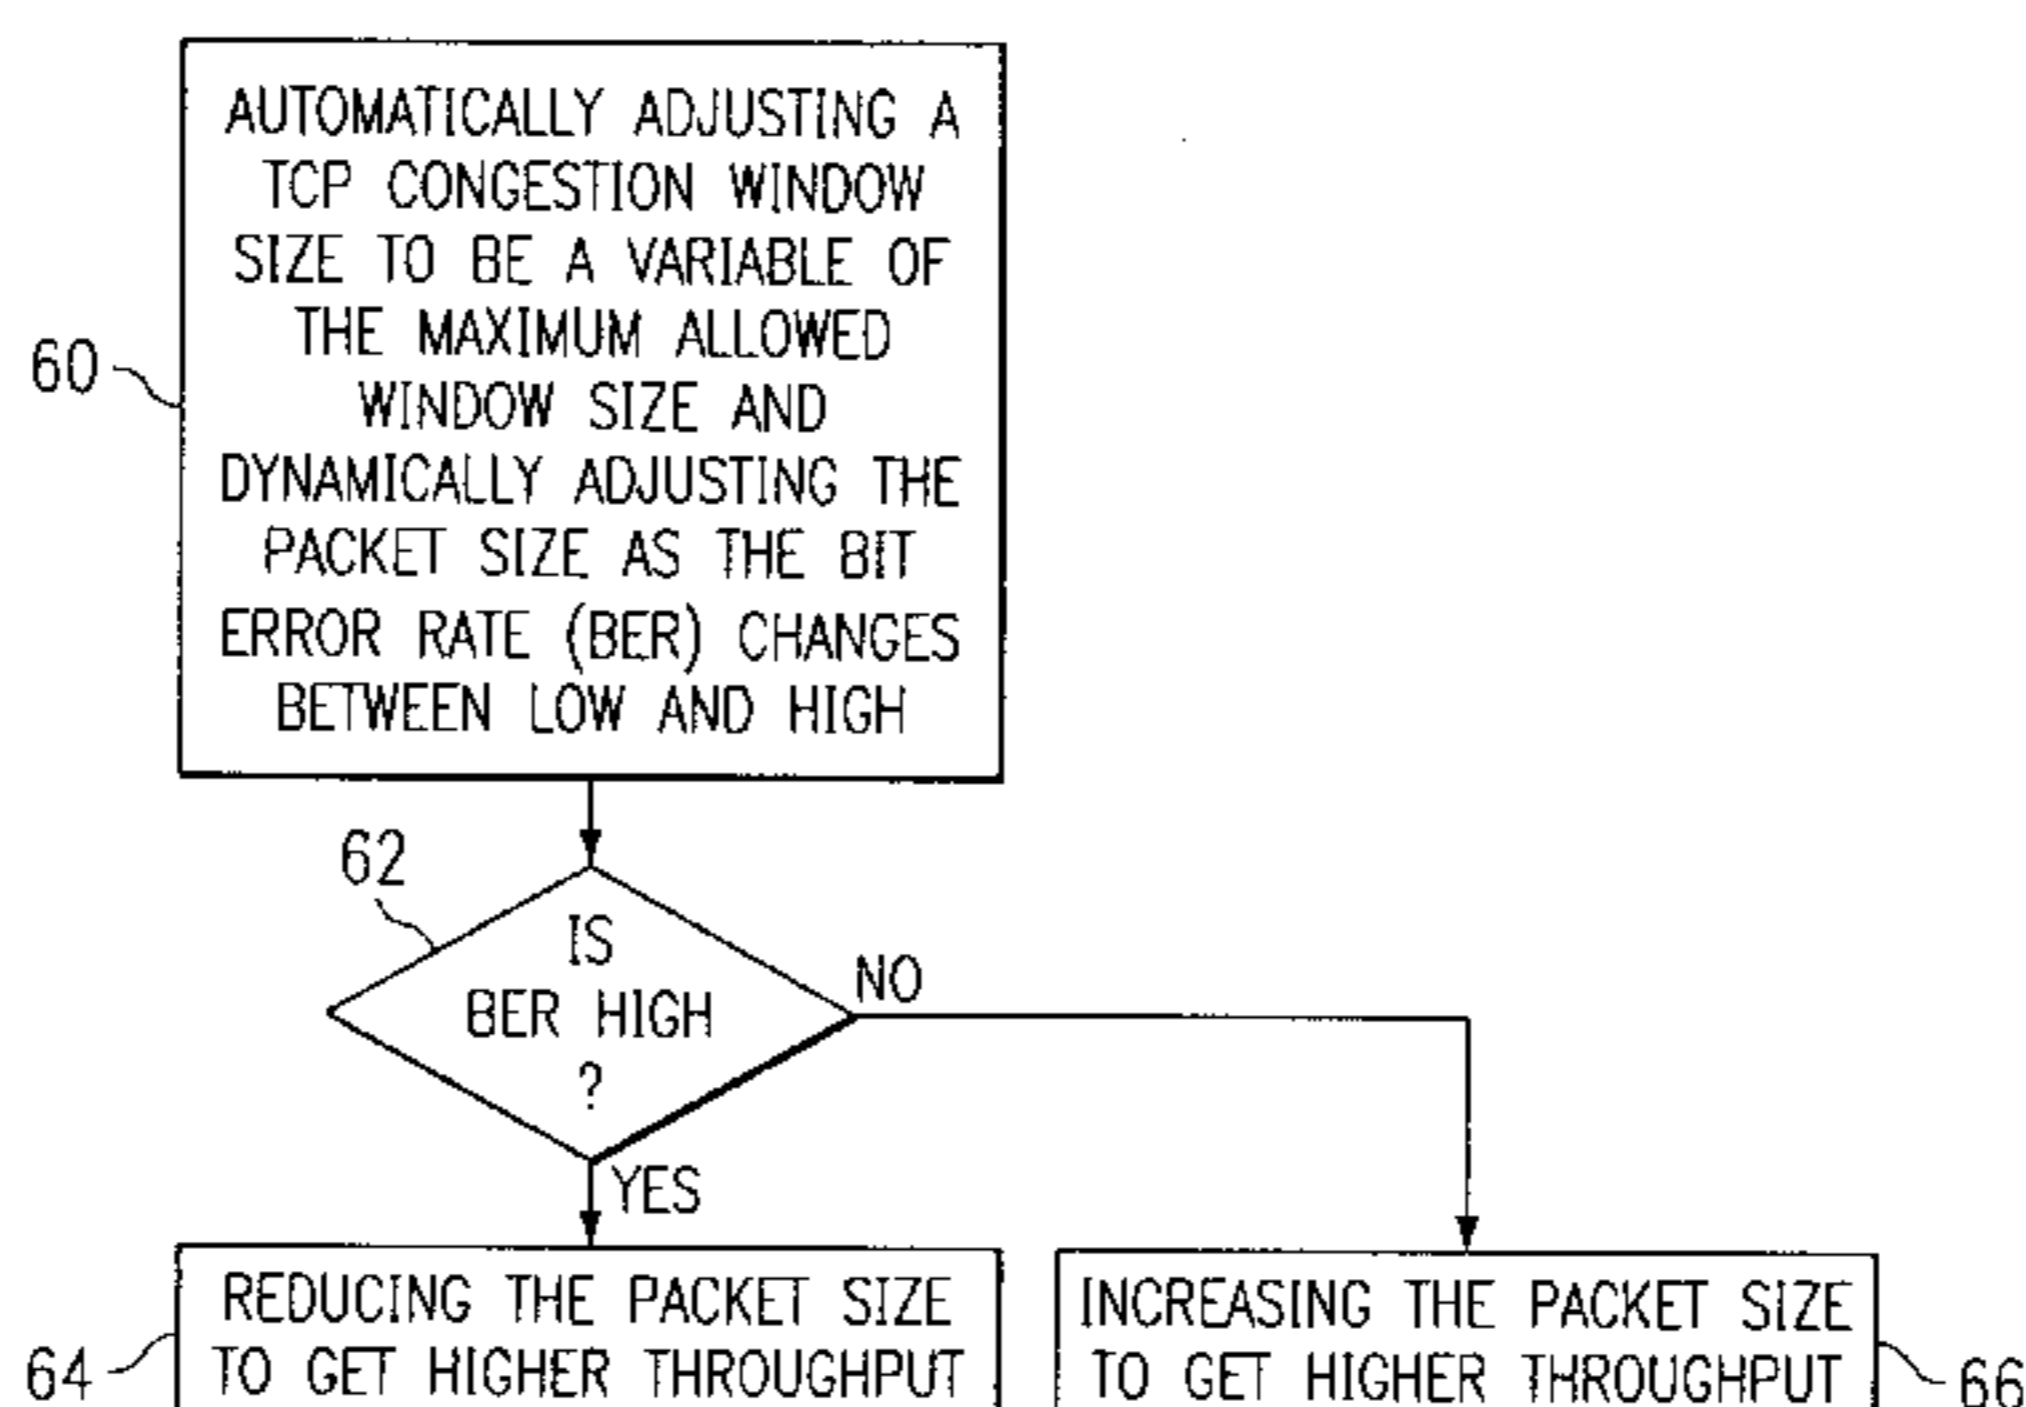 AUTOMATICALLY ADJUSTING A
TCP CONGESTION WINDOW
SIZE TO BE A VARIABLE OF
THE MAXIMUM ALLOWED
WINDOW SIZE AND
DYNAMICALLY ADJUSTING THE
PACKET SIZE AS THE BIT
ERROR RATE (BER) CHANGES
BETWEEN LOW AND HIGH
60
62
IS
BER HIGH
?
NO
YES
REDUCING THE PACKET SIZE
TO GET HIGHER THROUGHPUT
64
INCREASING THE PACKET SIZE
TO GET HIGHER THROUGHPUT
66